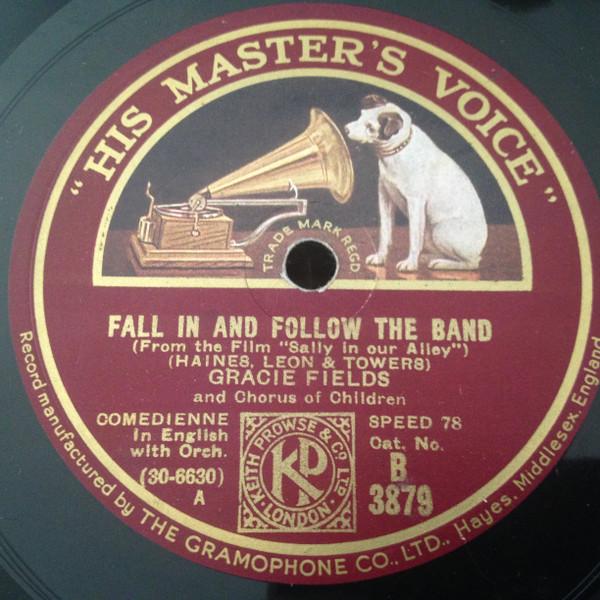 "HIS MASTER'S VOICE"
TRADE MARK REGD
FALL IN AND FOLLOW THE BAND
(From the Film "Sally in our Alley")
(HAINES, LEON & TOWERS)
GRACIE FIELDS
and Chorus of Children
COMEDIENNE
In English
with Orch.
(30-6630)
A
KEITH PROWSE & CO. LTD.
LONDON
KP
SPEED 78
Cat. No.
B
3879
Record manufactured by THE GRAMOPHONE CO., LTD., Hayes, Middlesex, England